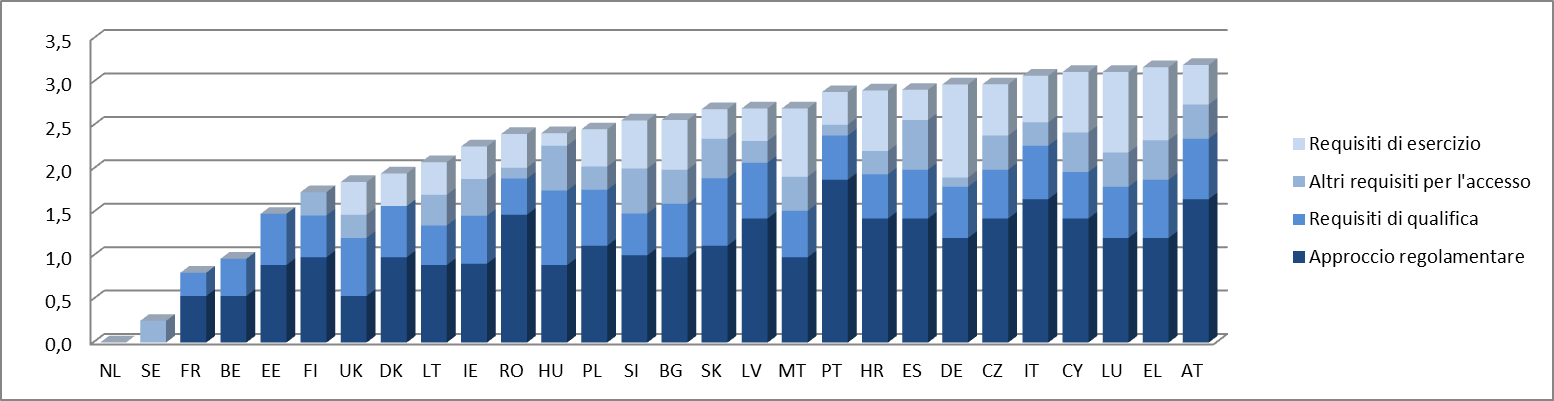 3,5
3,0
2,5
2,0
1,5
1,0
0,5
0,0
NL SE FR BE EE FI UK DK LT IE RO HU PL SI BG SK LV MT PT HR ES DE CZ IT CY LU EL AT
Requisiti di esercizio
Altri requisiti per l'accesso
Requisiti di qualifica
Approccio regolamentare